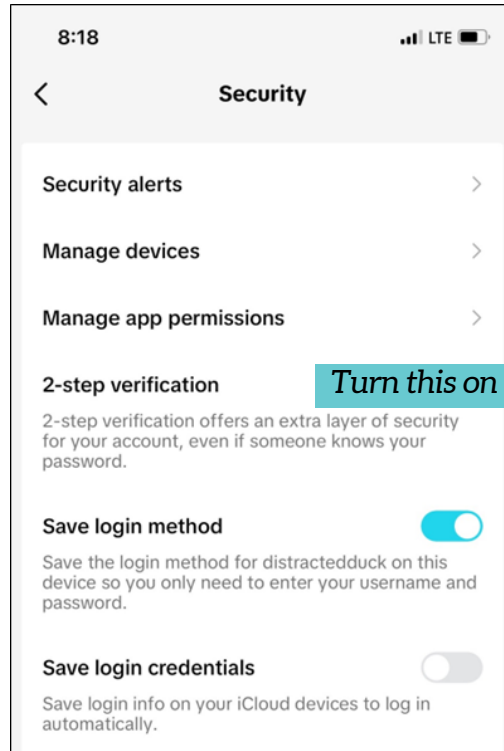 8:18 LTE
Security
Security alerts
Manage devices
Manage app permissions
2-step verification Turn this on
2-step verification offers an extra layer of security
for your account, even if someone knows your
password.
Save login method
Save the login method for distractedduck on this
device so you only need to enter your username and
password.
Save login credentials
Save login info on your iCloud devices to log in
automatically.